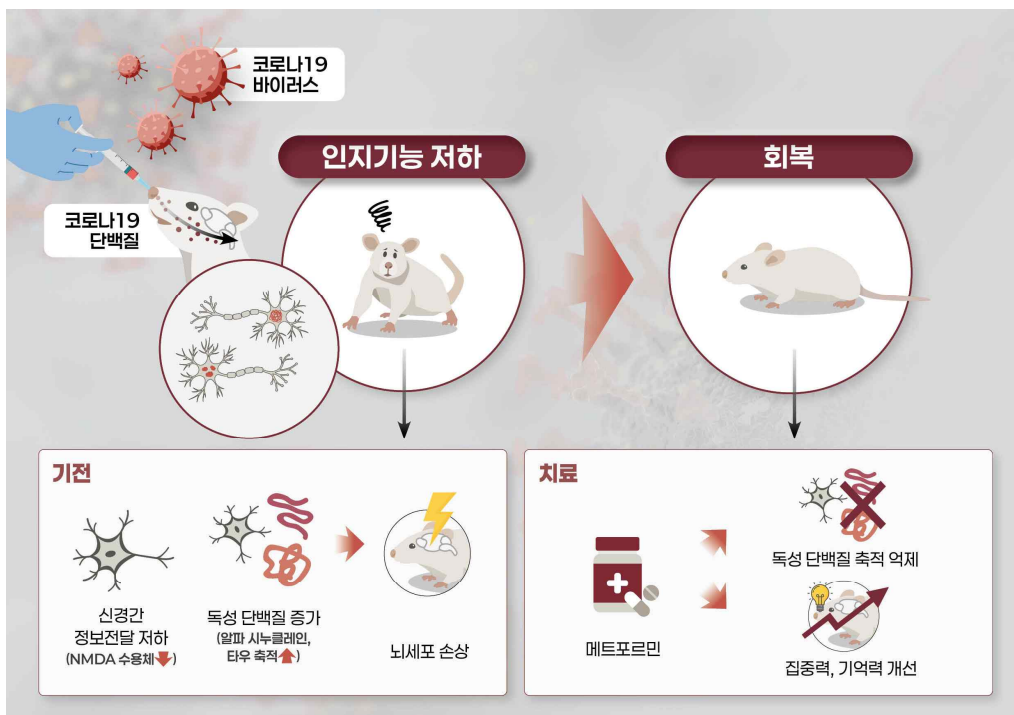 코로나19
바이러스
코로나19
단백질
인지기능 저하
회복
기전
신경간
정보전달 저하
(NMDA 수용체🡇)
독성 단백질 증가
(알파 시누클레인,
타우 축적🡅)
뇌세포 손상
치료
메트포르민
독성 단백질 축적 억제
집중력, 기억력 개선